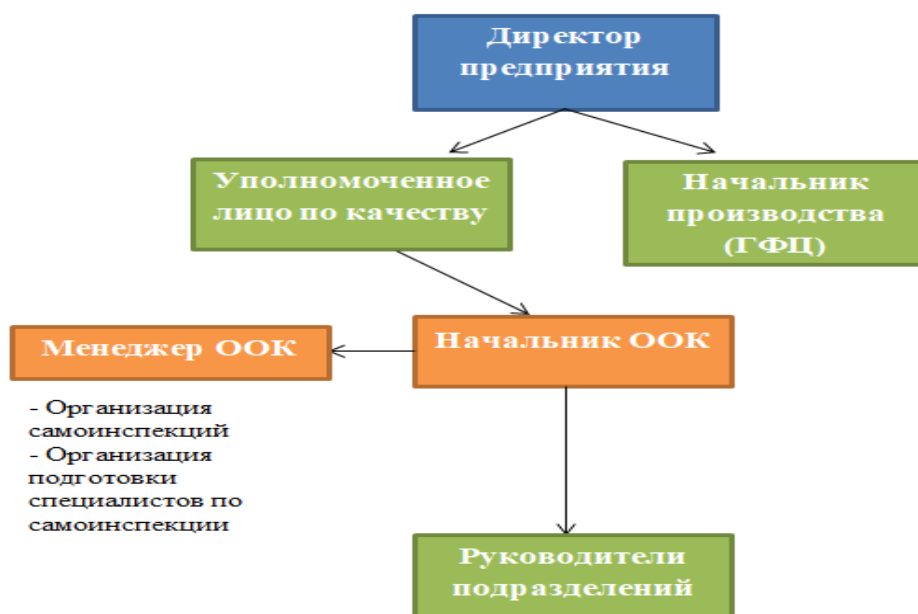 Директор
предприятия
Уполномоченное
лицо по качеству
Начальник
производства
(ГФЦ)
Менеджер ООК
Начальник ООК
- Организация
самоинспекций
- Организация
подготовки
специалистов по
самоинспекции
Руководители
подразделений